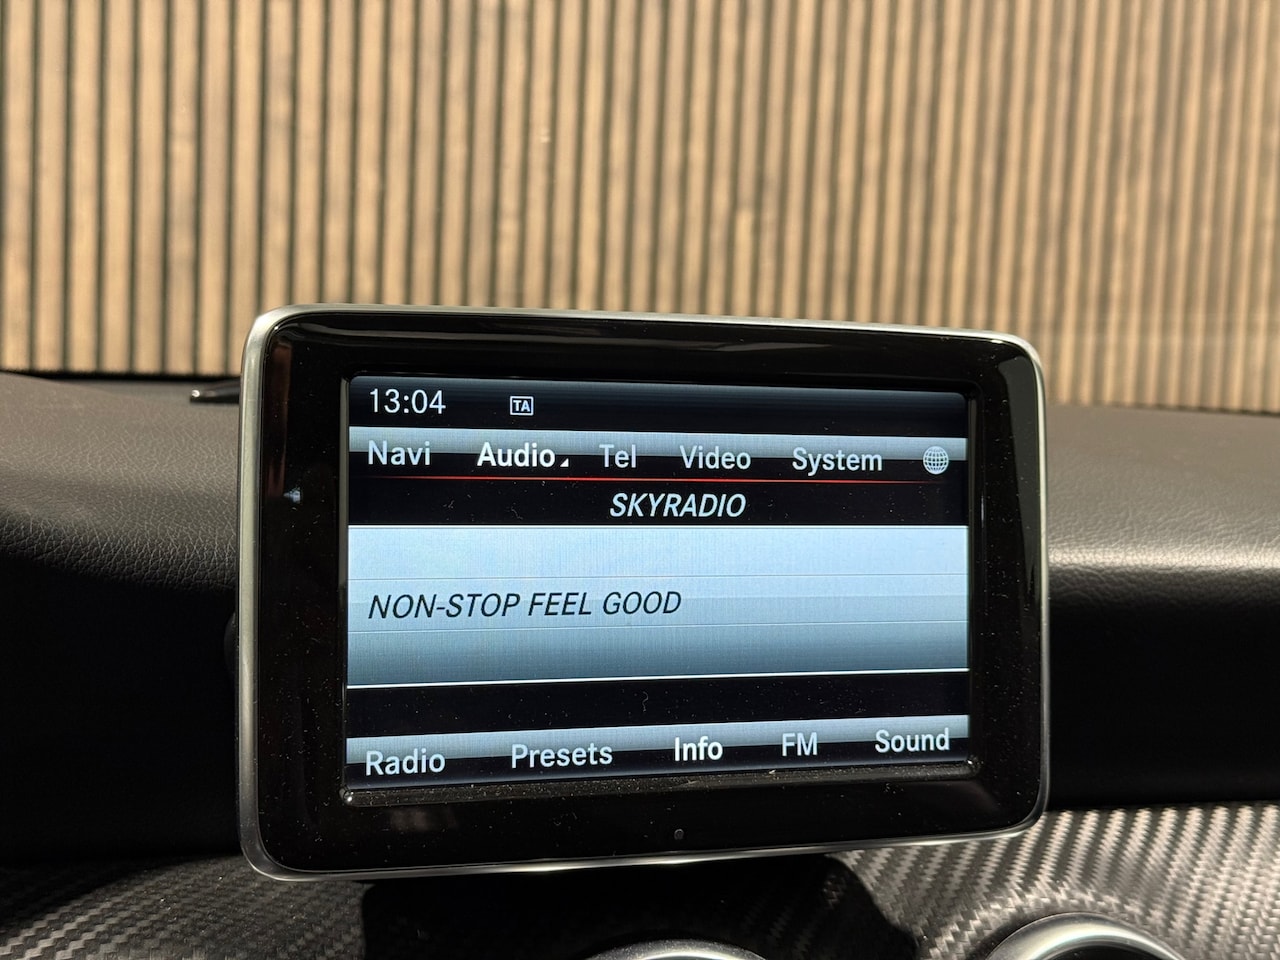 13:04 TA
Navi Audio Tel Video System
SKYRADIO
NON-STOP FEEL GOOD
Radio Presets Info FM Sound